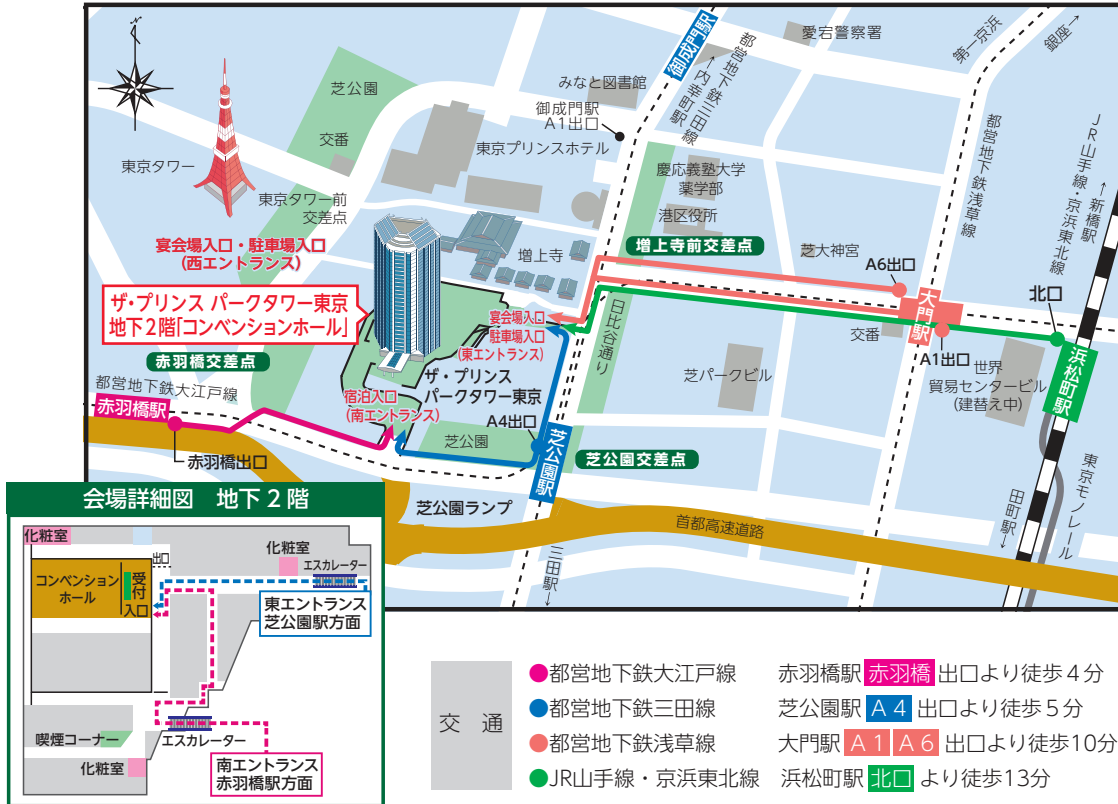 愛宕警察署
第一京浜
銀座→
御成門駅
都営地下鉄三田線
←内幸町駅
みなと図書館
芝公園
御成門駅
A1出口
交番
東京プリンスホテル
都営地下鉄浅草線
JR山手線・京浜東北線
→新橋駅
東京タワー
慶応義塾大学
薬学部
東京タワー前
交差点
港区役所
宴会場入口・駐車場入口
(西エントランス)
増上寺
増上寺前交差点
芝大神宮
A6出口
ザ・プリンス パークタワー東京
地下2階「コンベンションホール」
宴会場入口
駐車場入口
(東エントランス)
日比谷通り
大門駅
北口
交番
A1出口
世界
貿易センタービル
(建替え中)
浜松町駅
赤羽橋交差点
都営地下鉄大江戸線
ザ・プリンス
パークタワー東京
芝パークビル
赤羽橋駅
宿泊入口
(南エントランス)
A4出口
芝公園
芝公園駅
芝公園交差点
赤羽橋出口
東京モノレール
田町駅→
芝公園ランプ
首都高速道路
三田駅→
会場詳細図 地下2階
化粧室
出口
化粧室
エスカレーター
コンベンション
ホール
受付
入口
東エントランス
芝公園駅方面
喫煙コーナー
エスカレーター
化粧室
南エントランス
赤羽橋駅方面
交 通
●都営地下鉄大江戸線 赤羽橋駅 赤羽橋 出口より徒歩4分
●都営地下鉄三田線 芝公園駅 A4 出口より徒歩5分
●都営地下鉄浅草線 大門駅 A1 A6 出口より徒歩10分
●JR山手線・京浜東北線 浜松町駅 北口 より徒歩13分